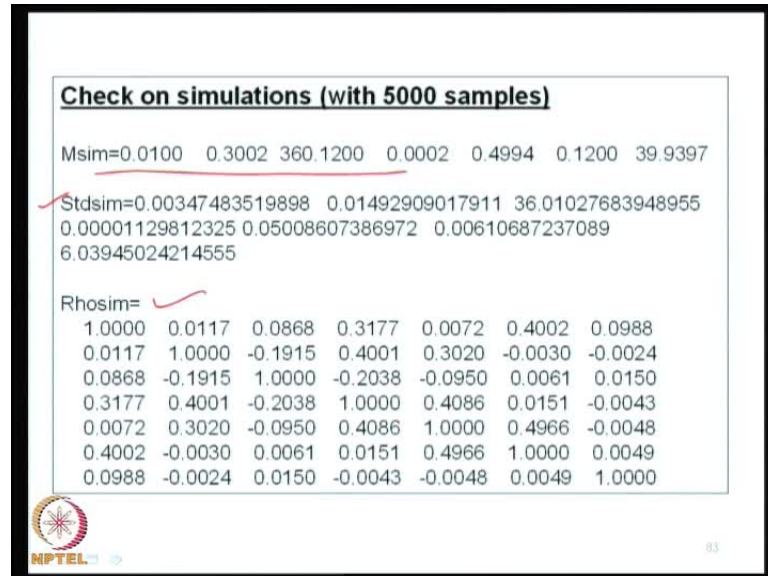 Check on simulations (with 5000 samples)
Msim=0.0100 0.3002 360.1200 0.0002 0.4994 0.1200 39.9397
Stdsim=0.00347483519898 0.01492909017911 36.01027683948955
0.00001129812325 0.05008607386972 0.00610687237089
6.03945024214555
Rhosim=
1.0000 0.0117 0.0868 0.3177 0.0072 0.4002 0.0988
0.0117 1.0000 -0.1915 0.4001 0.3020 -0.0030 -0.0024
0.0868 -0.1915 1.0000 -0.2038 -0.0950 0.0061 0.0150
0.3177 0.4001 -0.2038 1.0000 0.4086 0.0151 -0.0043
0.0072 0.3020 -0.0950 0.4086 1.0000 0.4966 -0.0048
0.4002 -0.0030 0.0061 0.0151 0.4966 1.0000 0.0049
0.0988 -0.0024 0.0150 -0.0043 -0.0048 0.0049 1.0000
NPTEL
83